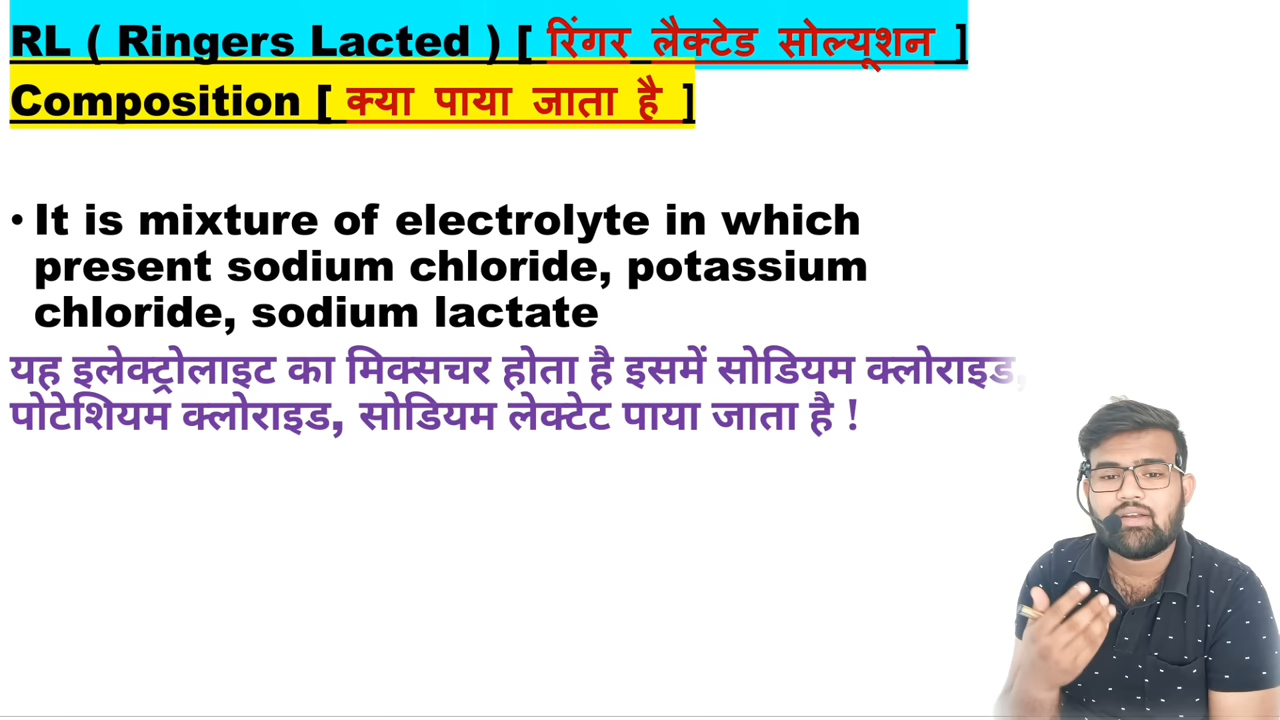 RL ( Ringers Lacted ) [ रिंगर लैक्टेड सोल्यूशन ]
Composition [ क्या पाया जाता है ]
• It is mixture of electrolyte in which
present sodium chloride, potassium
chloride, sodium lactate
यह इलेक्ट्रोलाइट का मिक्सचर होता है इसमें सोडियम क्लोराइड,
पोटेशियम क्लोराइड, सोडियम लेक्टेट पाया जाता है !